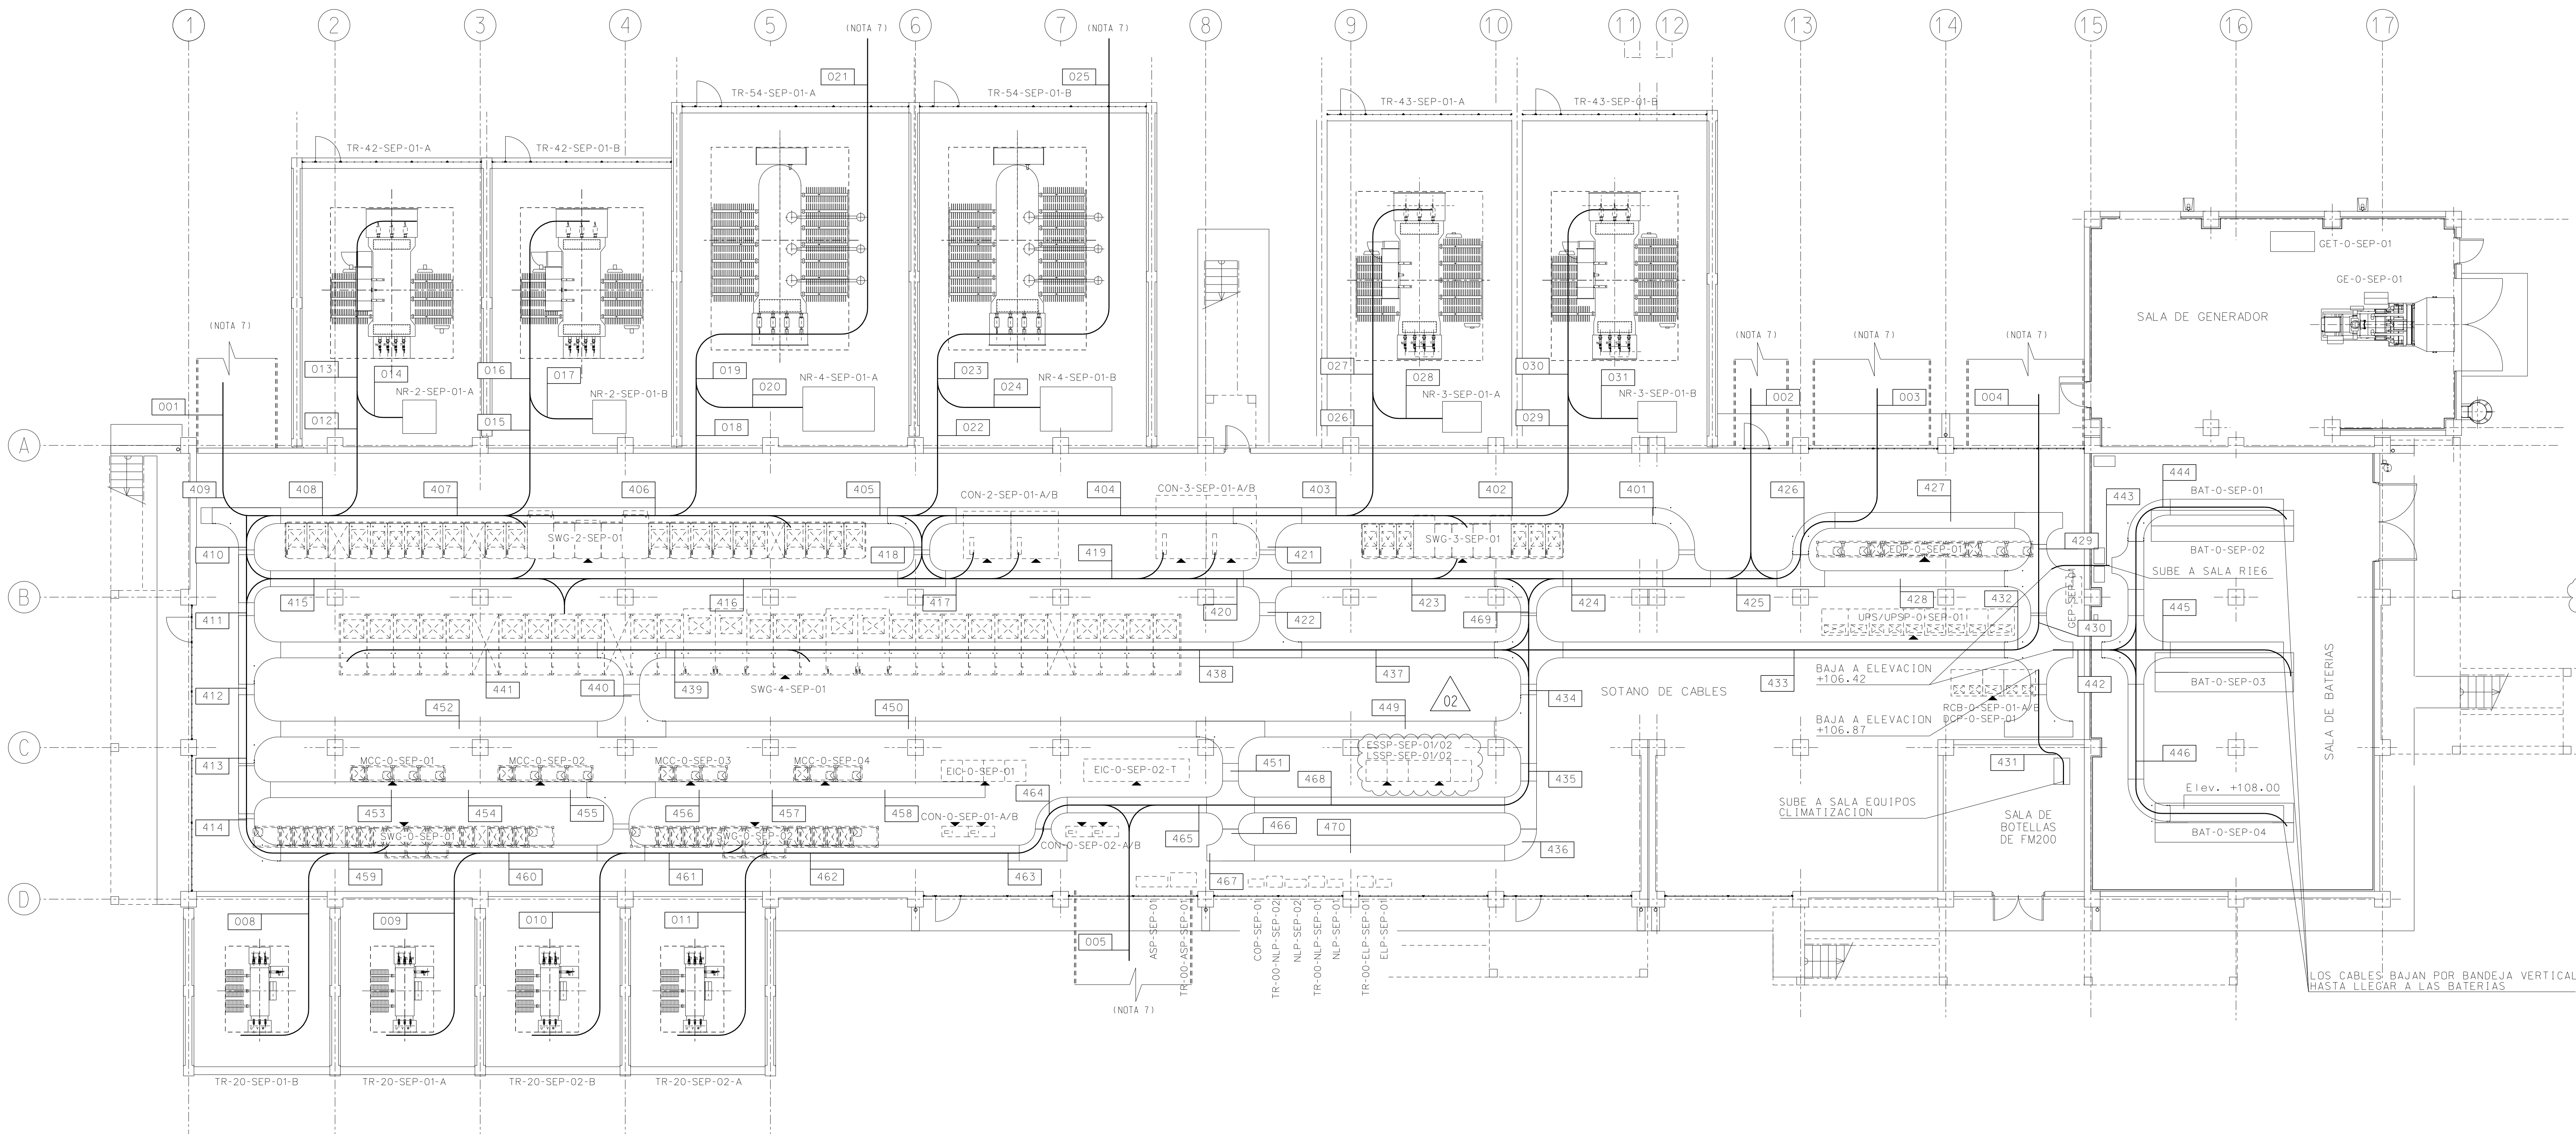 1
2
3
4
5
6
7
8
9
10
11
12
13
14
15
16
17
(NOTA 7)
(NOTA 7)
021
025
TR-54-SEP-01-A
TR-54-SEP-01-B
TR-43-SEP-01-A
TR-43-SEP-01-B
TR-42-SEP-01-A
TR-42-SEP-01-B
GET-0-SEP-01
GE-0-SEP-01
SALA DE GENERADOR
(NOTA 7)
(NOTA 7)
(NOTA 7)
(NOTA 7)
013
014
016
017
019
020
023
024
027
028
030
031
NR-2-SEP-01-A
NR-2-SEP-01-B
NR-4-SEP-01-A
NR-4-SEP-01-B
NR-3-SEP-01-A
NR-3-SEP-01-B
001
012
015
018
022
026
029
002
003
004
A
409
408
407
406
405
CON-2-SEP-01-A/B
404
CON-3-SEP-01-A/B
403
402
401
426
427
443
444
BAT-0-SEP-01
410
SWG-2-SEP-01
418
419
421
SWG-3-SEP-01
EDP-0-SEP-01
429
BAT-0-SEP-02
SUBE A SALA RIE6
B
415
416
417
420
423
424
425
428
432
GEP-SEP-01
411
422
469
UPS/UPSP-0-SEP-01
430
445
412
441
440
439
SWG-4-SEP-01
438
437
434
SOTANO DE CABLES
433
BAJA A ELEVACION
+106.42
442
BAT-0-SEP-03
SALA DE BATERIAS
452
450
449
02
RCB-0-SEP-01-A/B
DCP-0-SEP-01
BAJA A ELEVACION
+106.87
C
413
MCC-0-SEP-01
MCC-0-SEP-02
MCC-0-SEP-03
MCC-0-SEP-04
EIC-0-SEP-01
EIC-0-SEP-02-T
451
ESSP-SEP-01/02
LSSP-SEP-01/02
468
435
431
446
Elev. +108.00
414
453
454
455
456
457
458
464
CON-0-SEP-01-A/B
SWG-0-SEP-01
SWG-0-SEP-02
CON-0-SEP-02-A/B
465
466
470
436
SUBE A SALA EQUIPOS
CLIMATIZACION
SALA DE
BOTELLAS
DE FM200
BAT-0-SEP-04
459
460
461
462
463
467
D
008
009
010
011
005
ASP-SEP-01
TR-00-ASP-SEP-01
COP-SEP-01
TR-00-NLP-SEP-02
NLP-SEP-02
TR-00-NLP-SEP-01
NLP-SEP-01
TR-00-ELP-SEP-01
ELP-SEP-01
LOS CABLES BAJAN POR BANDEJA VERTICAL
HASTA LLEGAR A LAS BATERIAS
(NOTA 7)
TR-20-SEP-01-B
TR-20-SEP-01-A
TR-20-SEP-02-B
TR-20-SEP-02-A